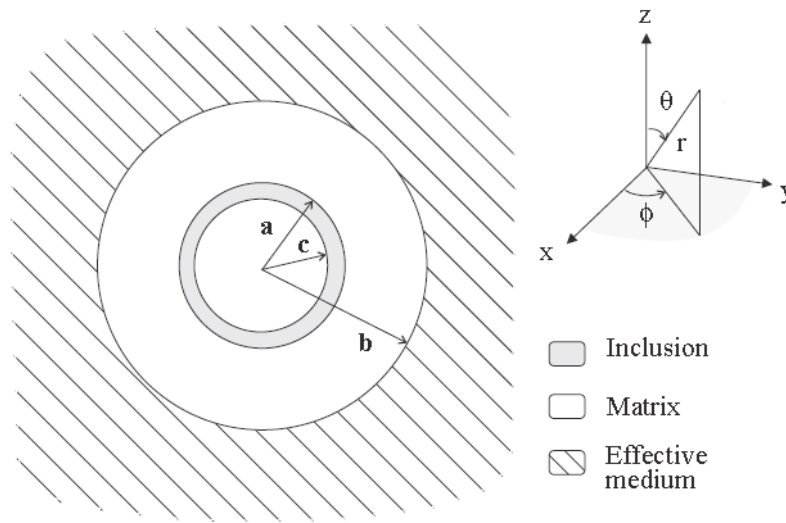 a
c
b
z
θ
r
y
ϕ
x
Inclusion
Matrix
Effective
medium